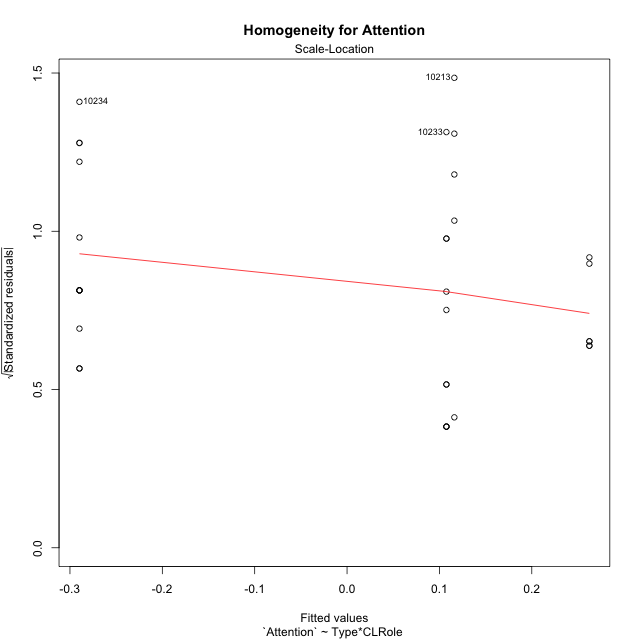 Homogeneity for Attention
Scale-Location
√|Standardized residuals|
1.5
1.0
0.5
0.0
10234
10213
10233
-0.3
-0.2
-0.1
0.0
0.1
0.2
Fitted values
`Attention` ~ Type*CLRole